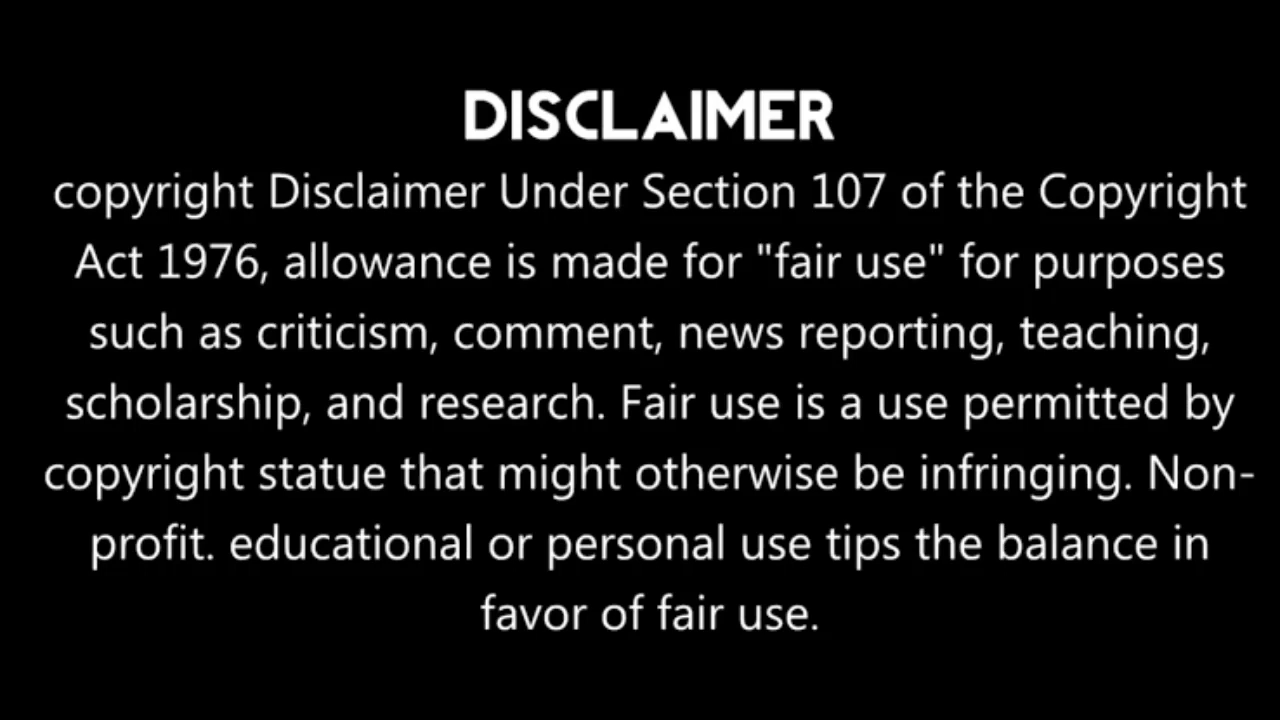 DISCLAIMER
copyright Disclaimer Under Section 107 of the Copyright
Act 1976, allowance is made for "fair use" for purposes
such as criticism, comment, news reporting, teaching,
scholarship, and research. Fair use is a use permitted by
copyright statue that might otherwise be infringing. Non-
profit. educational or personal use tips the balance in
favor of fair use.